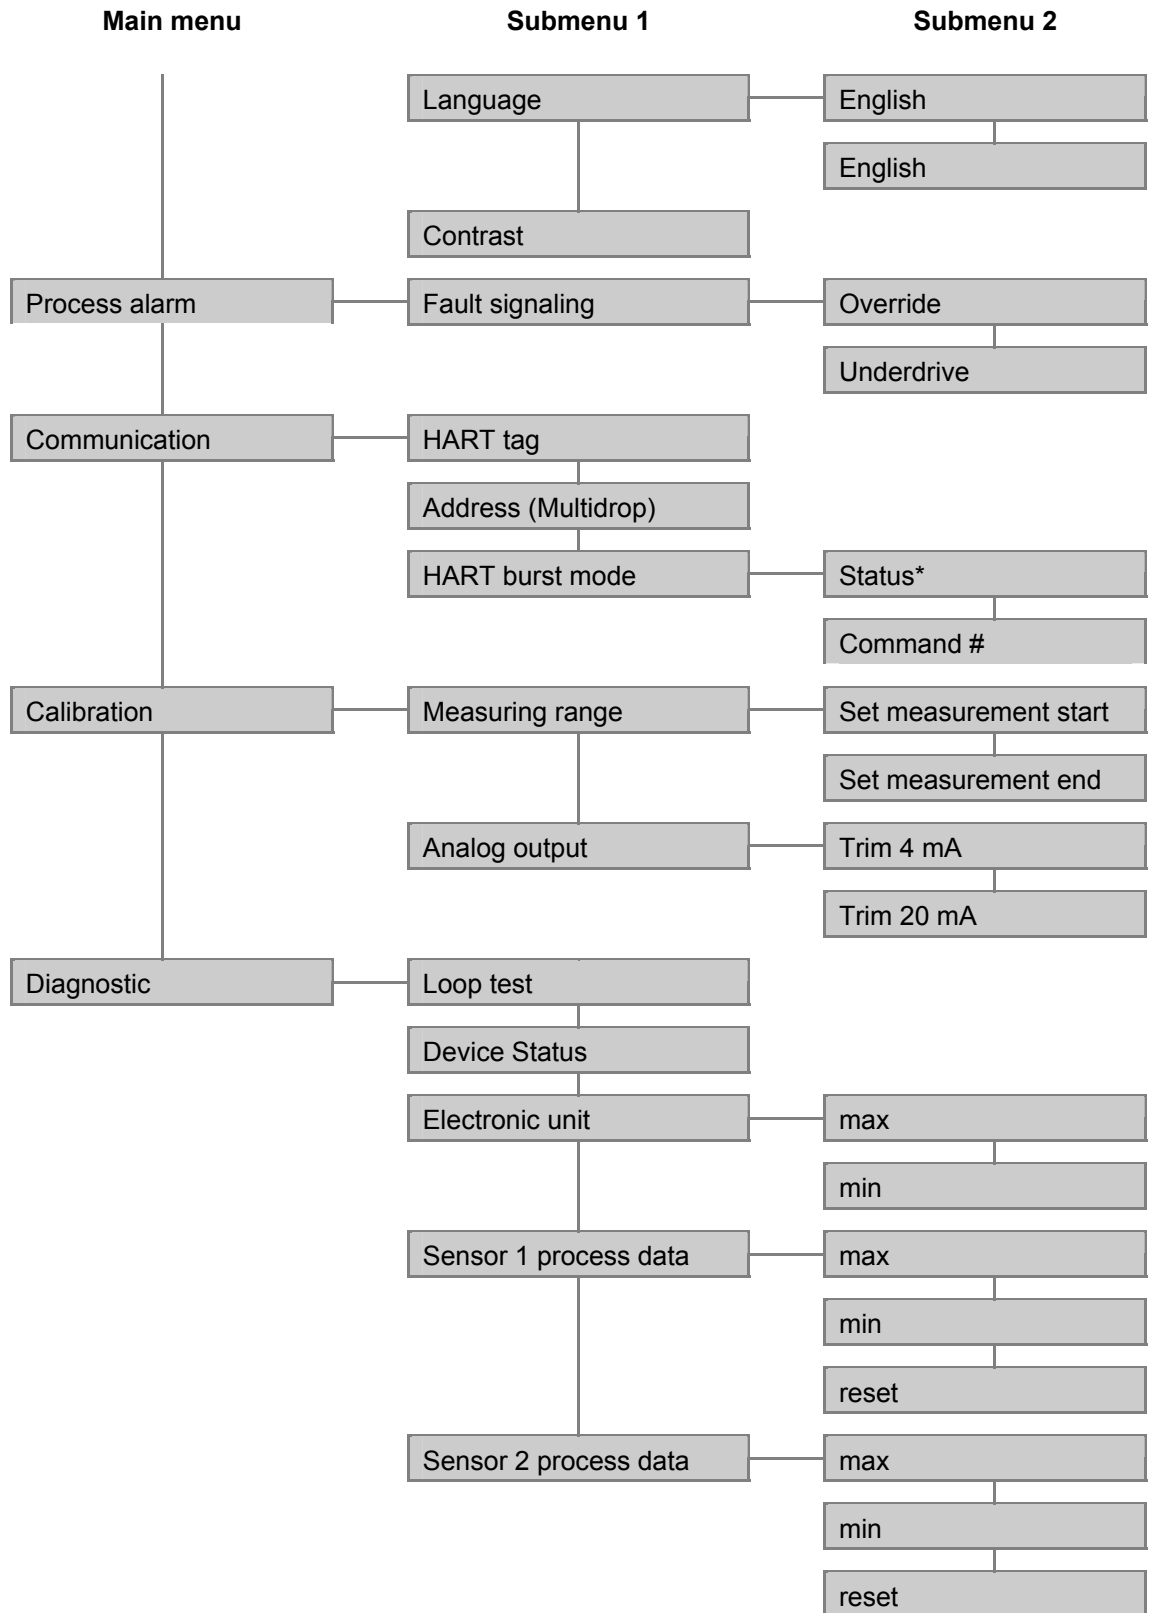 Main menu Submenu 1 Submenu 2
Language English
English
Contrast
Process alarm Fault signaling Override
Underdrive
Communication HART tag
Address (Multidrop)
HART burst mode Status*
Command #
Calibration Measuring range Set measurement start
Set measurement end
Analog output Trim 4 mA
Trim 20 mA
Diagnostic Loop test
Device Status
Electronic unit max
min
Sensor 1 process data max
min
reset
Sensor 2 process data max
min
reset